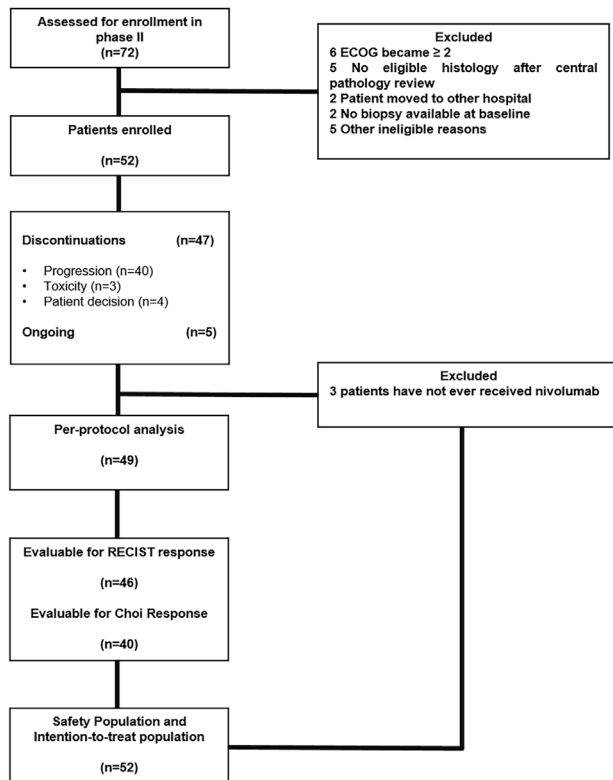 Assessed for enrollment in
phase II
(n=72)
Excluded
6 ECOG became ≥ 2
5 No eligible histology after central
pathology review
2 Patient moved to other hospital
2 No biopsy available at baseline
5 Other ineligible reasons
Patients enrolled
(n=52)
Discontinuations (n=47)
• Progression (n=40)
• Toxicity (n=3)
• Patient decision (n=4)
Ongoing (n=5)
Excluded
3 patients have not ever received nivolumab
Per-protocol analysis
(n=49)
Evaluable for RECIST response
(n=46)
Evaluable for Choi Response
(n=40)
Safety Population and
Intention-to-treat population
(n=52)